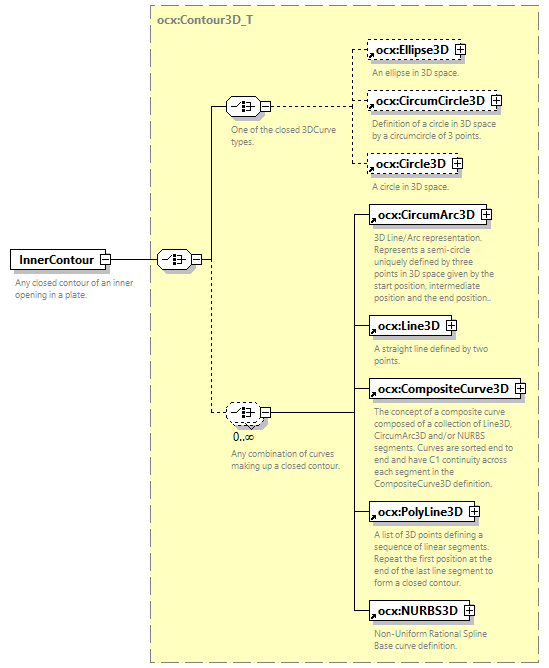 ocx:Contour3D_T
ocx:Ellipse3D
An ellipse in 3D space.
ocx:CircumCircle3D
Definition of a circle in 3D space
by a circumcircle of 3 points.
One of the closed 3DCurve
types.
ocx:Circle3D
A circle in 3D space.
ocx:CircumArc3D
3D Line/Arc representation.
Represents a semi-circle
uniquely defined by three
points in 3D space given by the
start position, intermediate
position and the end position..
InnerContour
Any closed contour of an inner
opening in a plate.
ocx:Line3D
A straight line defined by two
points.
ocx:CompositeCurve3D
The concept of a composite curve
composed of a collection of Line3D,
CircumArc3D and/or NURBS
segments. Curves are sorted end to
end and have C1 continuity across
each segment in the
CompositeCurve3D definition.
0..∞
Any combination of curves
making up a closed contour.
ocx:PolyLine3D
A list of 3D points defining a
sequence of linear segments.
Repeat the first position at the
end of the last line segment to
form a closed contour.
ocx:NURBS3D
Non-Uniform Rational Spline
Base curve definition.